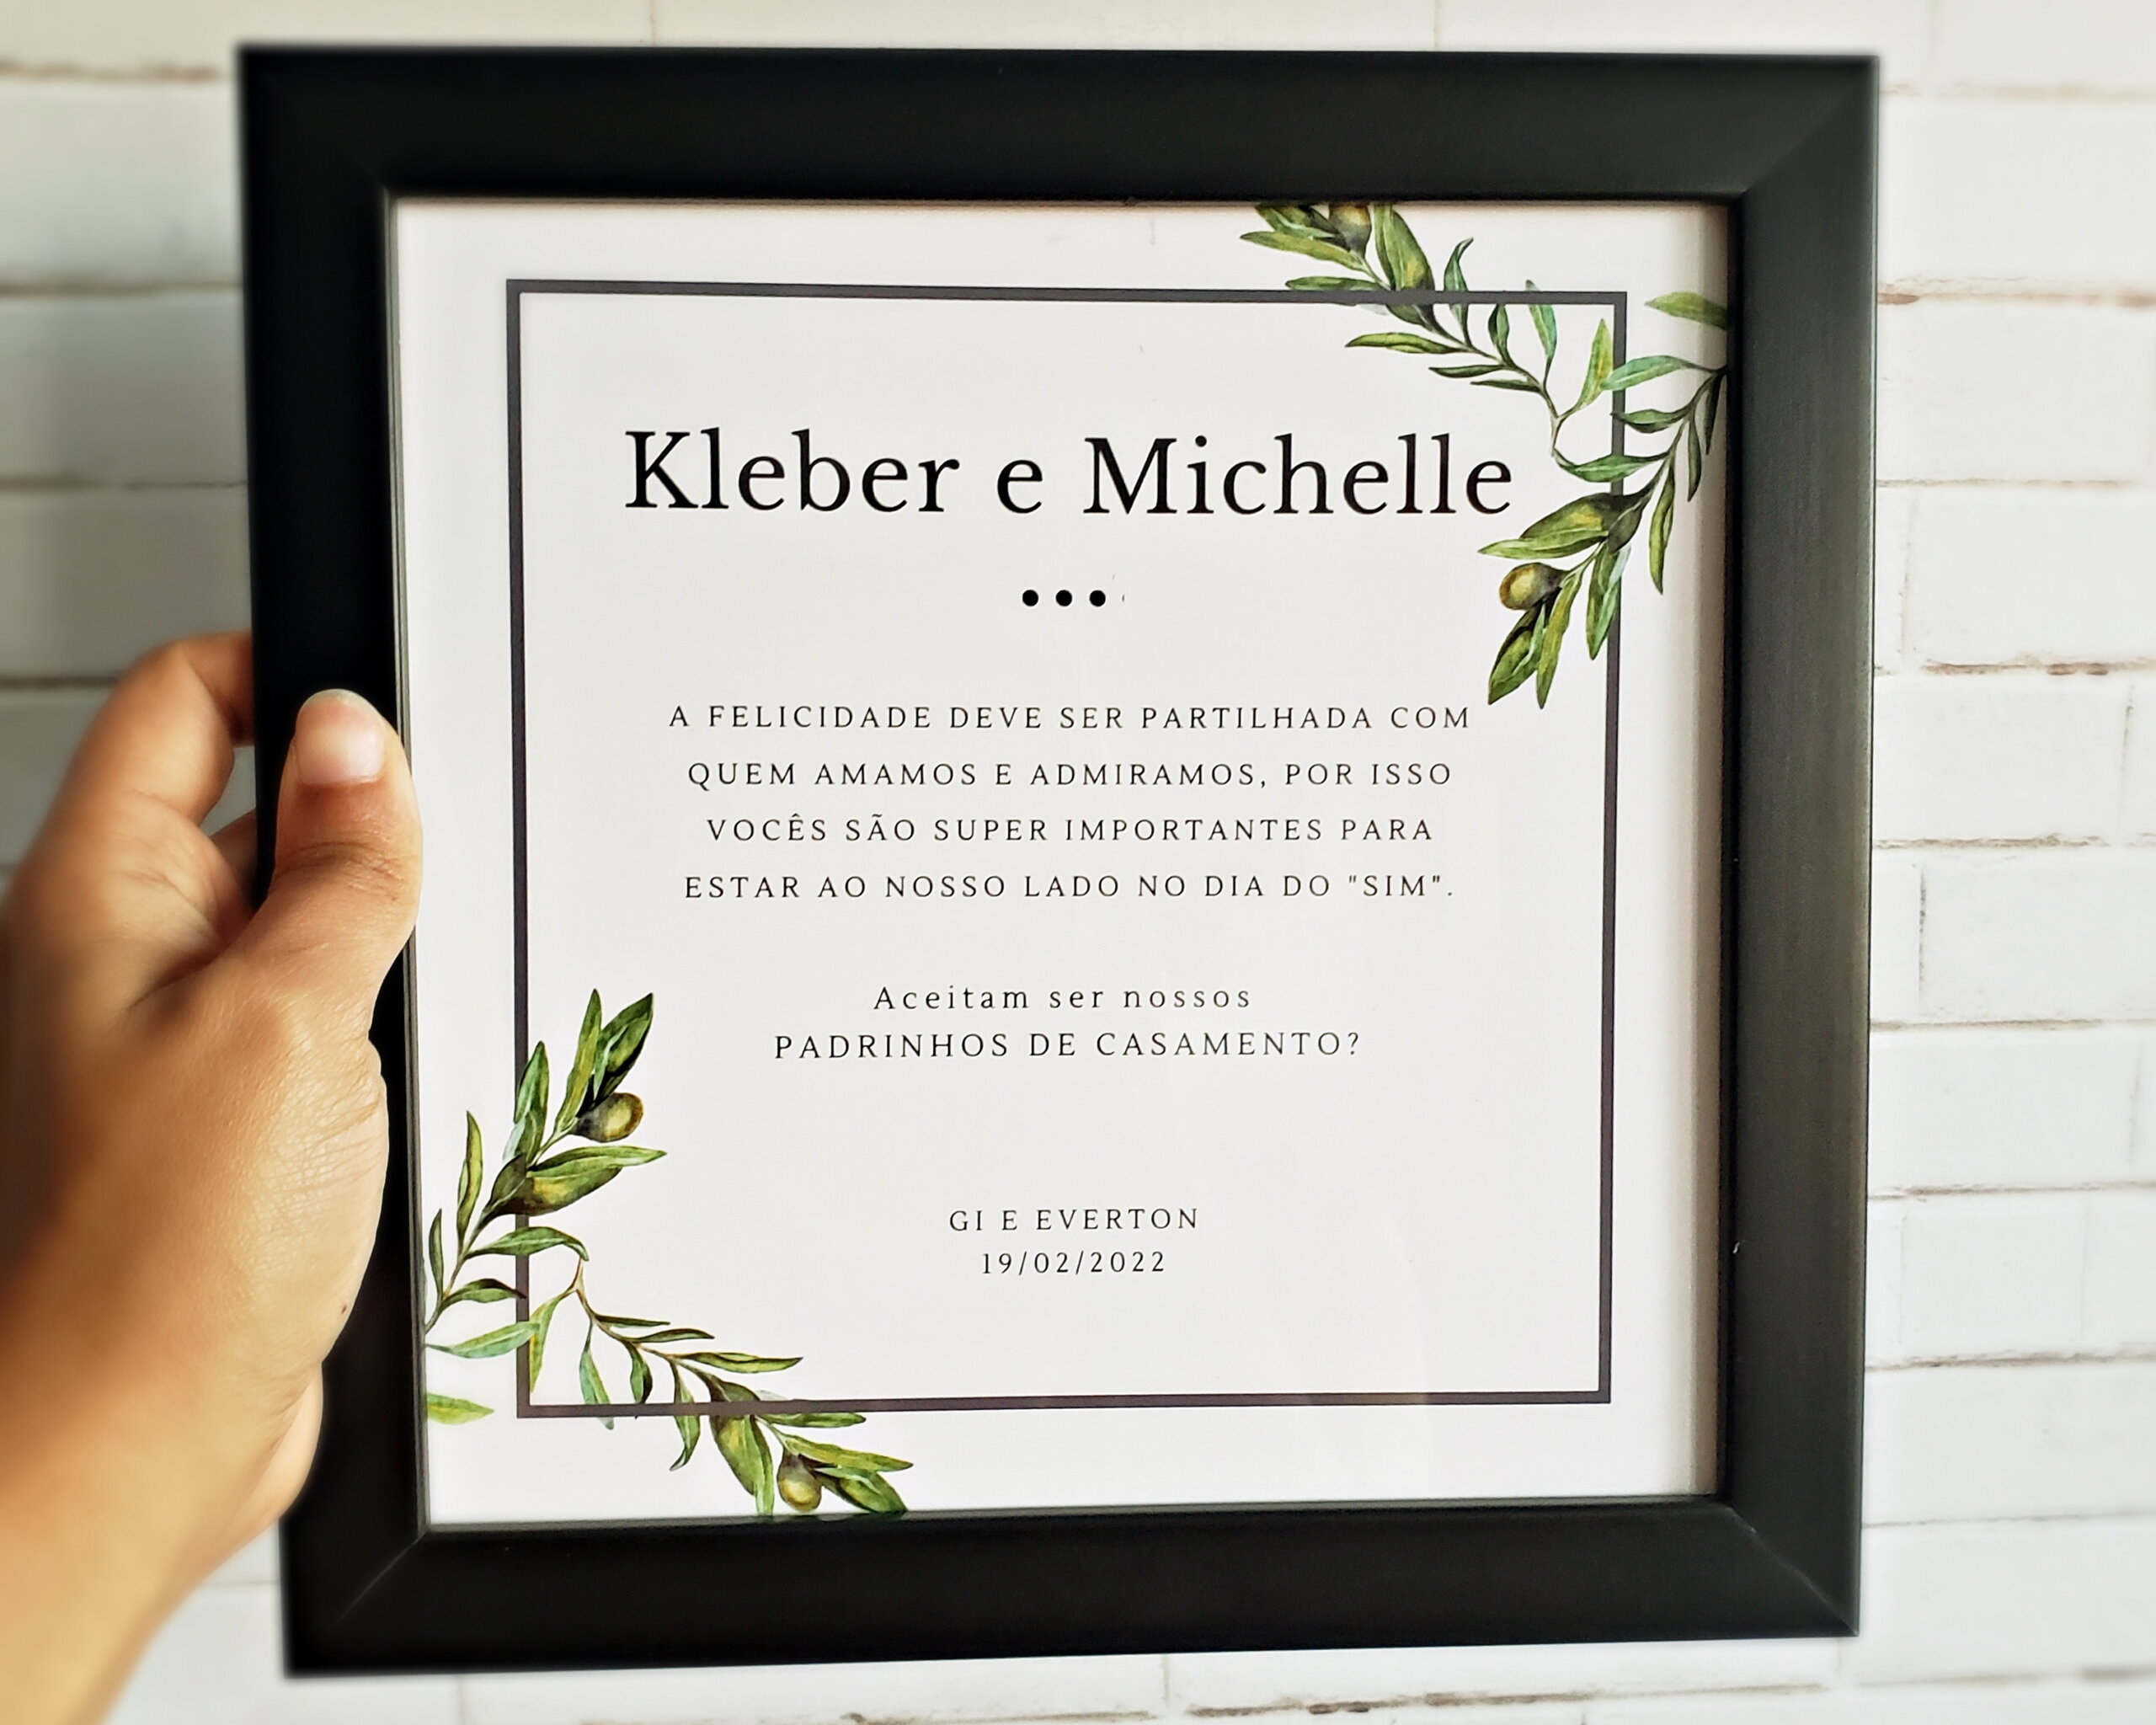 Kleber e Michelle
•••
A FELICIDADE DEVE SER PARTILHADA COM
QUEM AMAMOS E ADMIRAMOS, POR ISSO
VOCÊS SÃO SUPER IMPORTANTES PARA
ESTAR AO NOSSO LADO NO DIA DO "SIM".
Aceitam ser nossos
PADRINHOS DE CASAMENTO?
GI E EVERTON
19/02/2022